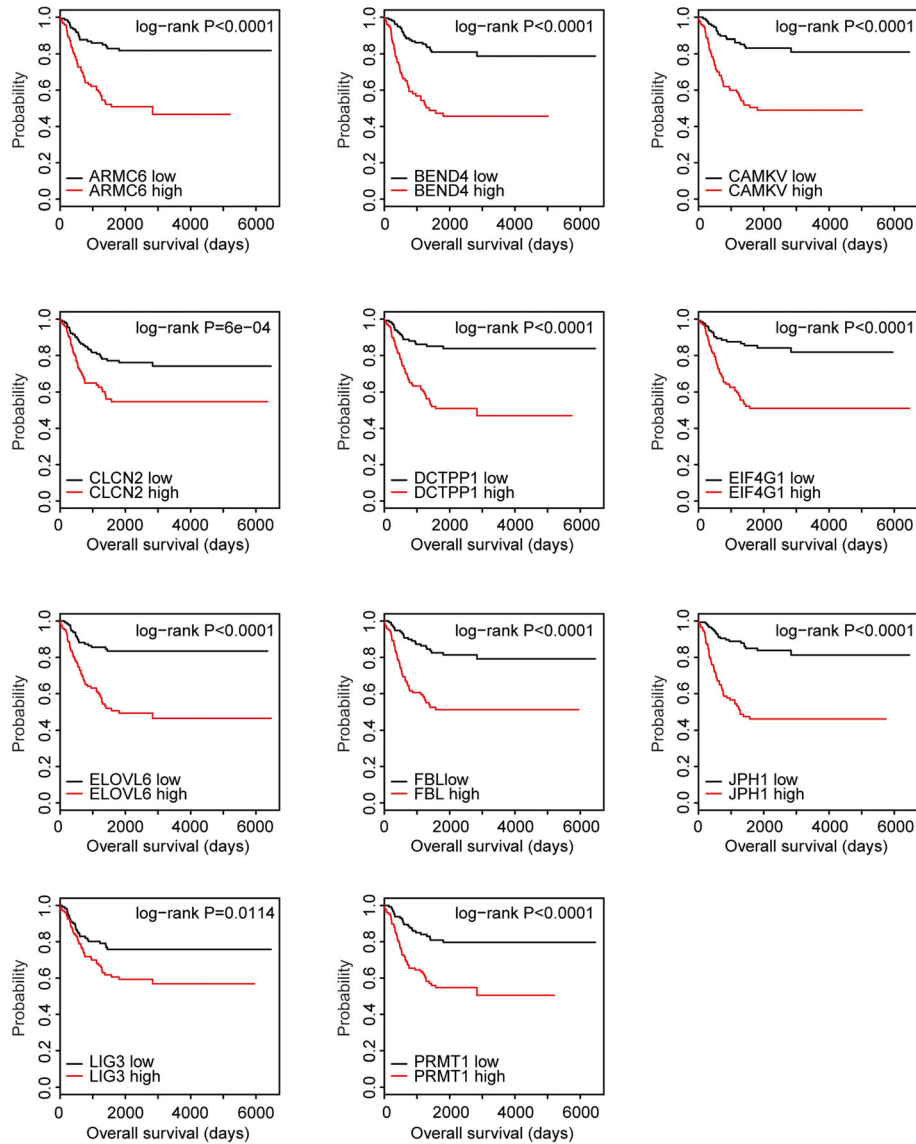 log-rank P<0.0001
Probability
0.0 0.2 0.4 0.6 0.8 1.0
ARMC6 low
ARMC6 high
0 2000 4000 6000
Overall survival (days)
log-rank P<0.0001
Probability
0.0 0.2 0.4 0.6 0.8 1.0
BEND4 low
BEND4 high
0 2000 4000 6000
Overall survival (days)
log-rank P<0.0001
Probability
0.0 0.2 0.4 0.6 0.8 1.0
CAMKV low
CAMKV high
0 2000 4000 6000
Overall survival (days)
log-rank P=6e-04
Probability
0.0 0.2 0.4 0.6 0.8 1.0
CLCN2 low
CLCN2 high
0 2000 4000 6000
Overall survival (days)
log-rank P<0.0001
Probability
0.0 0.2 0.4 0.6 0.8 1.0
DCTPP1 low
DCTPP1 high
0 2000 4000 6000
Overall survival (days)
log-rank P<0.0001
Probability
0.0 0.2 0.4 0.6 0.8 1.0
EIF4G1 low
EIF4G1 high
0 2000 4000 6000
Overall survival (days)
log-rank P<0.0001
Probability
0.0 0.2 0.4 0.6 0.8 1.0
ELOVL6 low
ELOVL6 high
0 2000 4000 6000
Overall survival (days)
log-rank P<0.0001
Probability
0.0 0.2 0.4 0.6 0.8 1.0
FBLlow
FBL high
0 2000 4000 6000
Overall survival (days)
log-rank P<0.0001
Probability
0.0 0.2 0.4 0.6 0.8 1.0
JPH1 low
JPH1 high
0 2000 4000 6000
Overall survival (days)
log-rank P=0.0114
Probability
0.0 0.2 0.4 0.6 0.8 1.0
LIG3 low
LIG3 high
0 2000 4000 6000
Overall survival (days)
log-rank P<0.0001
Probability
0.0 0.2 0.4 0.6 0.8 1.0
PRMT1 low
PRMT1 high
0 2000 4000 6000
Overall survival (days)